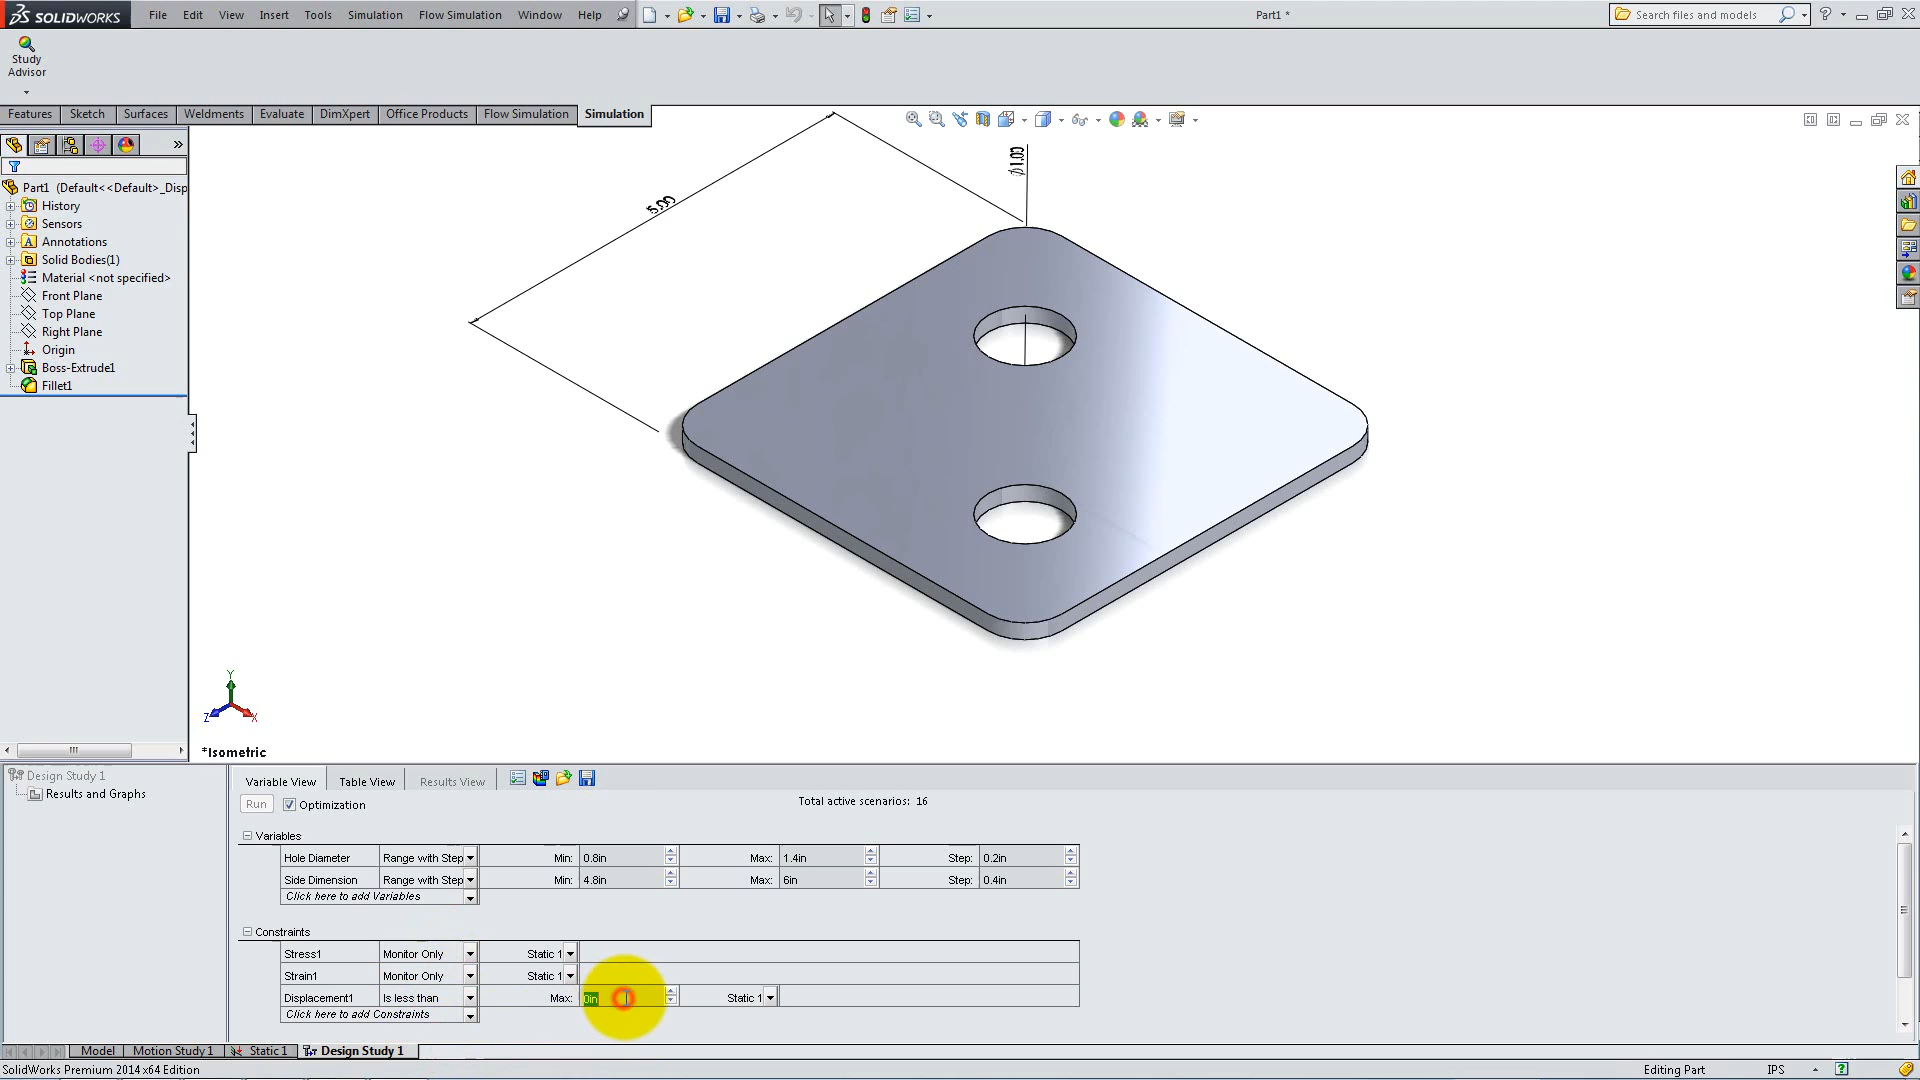 SOLIDWORKS File Edit View Insert Tools Simulation Flow Simulation Window Help Part1 * Search files and models
Study
Advisor
Features Sketch Surfaces Weldments Evaluate DimXpert Office Products Flow Simulation Simulation
Part1 (Default<<Default>_Disp
History
Sensors
Annotations
Solid Bodies(1)
Material <not specified>
Front Plane
Top Plane
Right Plane
Origin
Boss-Extrude1
Fillet1
5.00
∅1.00
Y
Z
X
*Isometric
Design Study 1
Results and Graphs
Variable View Table View Results View
Run Optimization Total active scenarios: 16
Variables
Hole Diameter Range with Step Min: 0.8in Max: 1.4in Step: 0.2in
Side Dimension Range with Step Min: 4.8in Max: 6in Step: 0.4in
Click here to add Variables
Constraints
Stress1 Monitor Only Static 1
Strain1 Monitor Only Static 1
Displacement1 Is less than Max: 0in Static 1
Click here to add Constraints
Model Motion Study 1 Static 1 Design Study 1
SolidWorks Premium 2014 x64 Edition Editing Part IPS